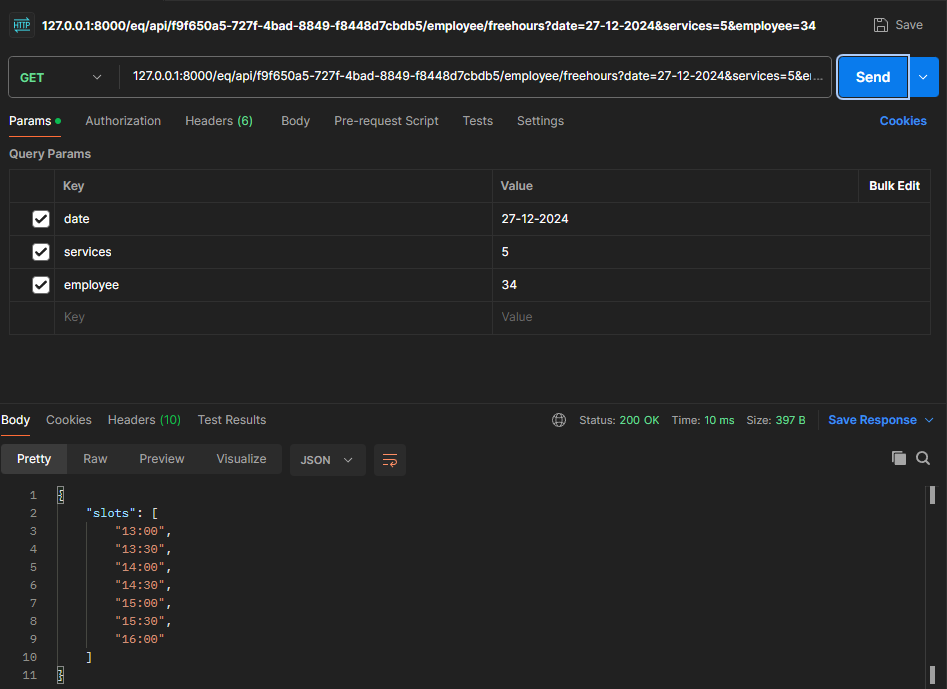 HTTP 127.0.0.1:8000/eq/api/f9f650a5-727f-4bad-8849-f8448d7cbdb5/employee/freehours?date=27-12-2024&services=5&employee=34 Save
GET 127.0.0.1:8000/eq/api/f9f650a5-727f-4bad-8849-f8448d7cbdb5/employee/freehours?date=27-12-2024&services=5&e... Send
Params Authorization Headers (6) Body Pre-request Script Tests Settings Cookies
Query Params
Key Value Bulk Edit
date 27-12-2024
services 5
employee 34
Key Value
Body Cookies Headers (10) Test Results Status: 200 OK Time: 10 ms Size: 397 B Save Response
Pretty Raw Preview Visualize JSON
1 {
2 "slots": [
3 "13:00",
4 "13:30",
5 "14:00",
6 "14:30",
7 "15:00",
8 "15:30",
9 "16:00"
10 ]
11 }